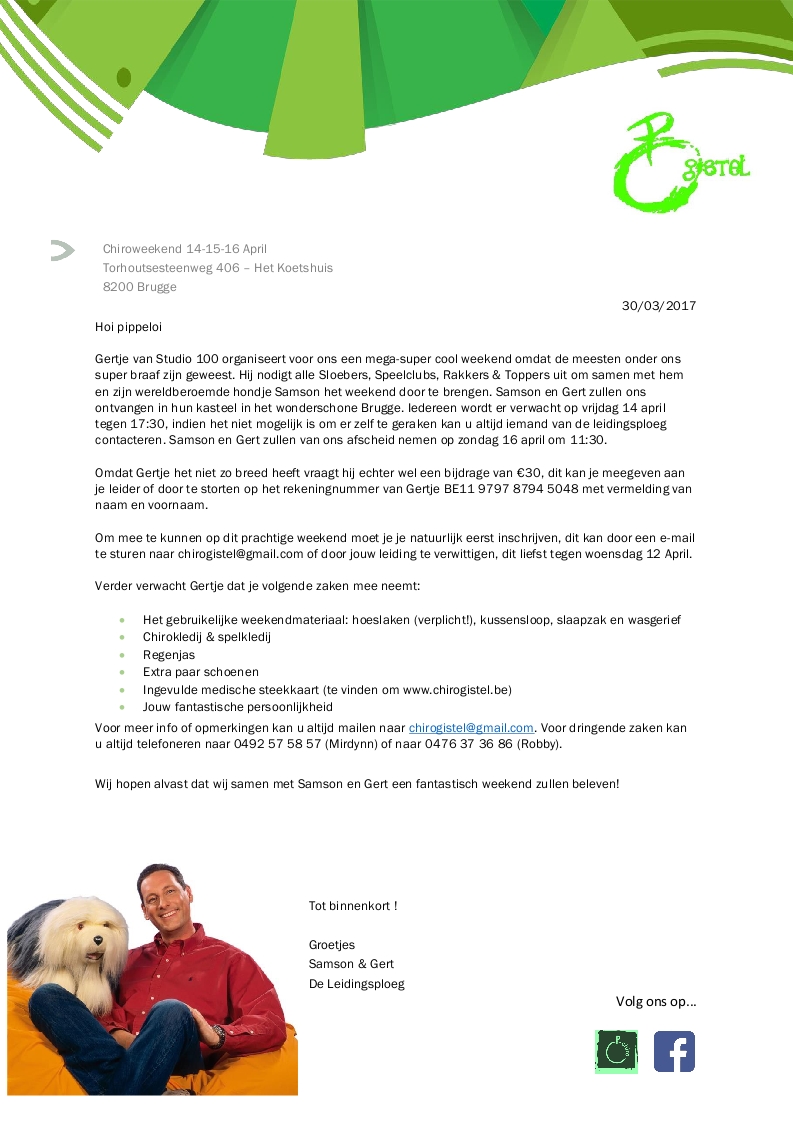 gistel
Chiroweekend 14-15-16 April
Torhoutsesteenweg 406 – Het Koetshuis
8200 Brugge
30/03/2017
Hoi pippeloi
Gertje van Studio 100 organiseert voor ons een mega-super cool weekend omdat de meesten onder ons
super braaf zijn geweest. Hij nodigt alle Sloebers, Speelclubs, Rakkers & Toppers uit om samen met hem
en zijn wereldberoemde hondje Samson het weekend door te brengen. Samson en Gert zullen ons
ontvangen in hun kasteel in het wonderschone Brugge. Iedereen wordt er verwacht op vrijdag 14 april
tegen 17:30, indien het niet mogelijk is om er zelf te geraken kan u altijd iemand van de leidingsploeg
contacteren. Samson en Gert zullen van ons afscheid nemen op zondag 16 april om 11:30.
Omdat Gertje het niet zo breed heeft vraagt hij echter wel een bijdrage van €30, dit kan je meegeven aan
je leider of door te storten op het rekeningnummer van Gertje BE11 9797 8794 5048 met vermelding van
naam en voornaam.
Om mee te kunnen op dit prachtige weekend moet je je natuurlijk eerst inschrijven, dit kan door een e-mail
te sturen naar chirogistel@gmail.com of door jouw leiding te verwittigen, dit liefst tegen woensdag 12 April.
Verder verwacht Gertje dat je volgende zaken mee neemt:
• Het gebruikelijke weekendmateriaal: hoeslaken (verplicht!), kussensloop, slaapzak en wasgerief
• Chirokledij & spelkledij
• Regenjas
• Extra paar schoenen
• Ingevulde medische steekkaart (te vinden om www.chirogistel.be)
• Jouw fantastische persoonlijkheid
Voor meer info of opmerkingen kan u altijd mailen naar chirogistel@gmail.com. Voor dringende zaken kan
u altijd telefoneren naar 0492 57 58 57 (Mirdynn) of naar 0476 37 36 86 (Robby).
Wij hopen alvast dat wij samen met Samson en Gert een fantastisch weekend zullen beleven!
Tot binnenkort !
Groetjes
Samson & Gert
De Leidingsploeg
Volg ons op...